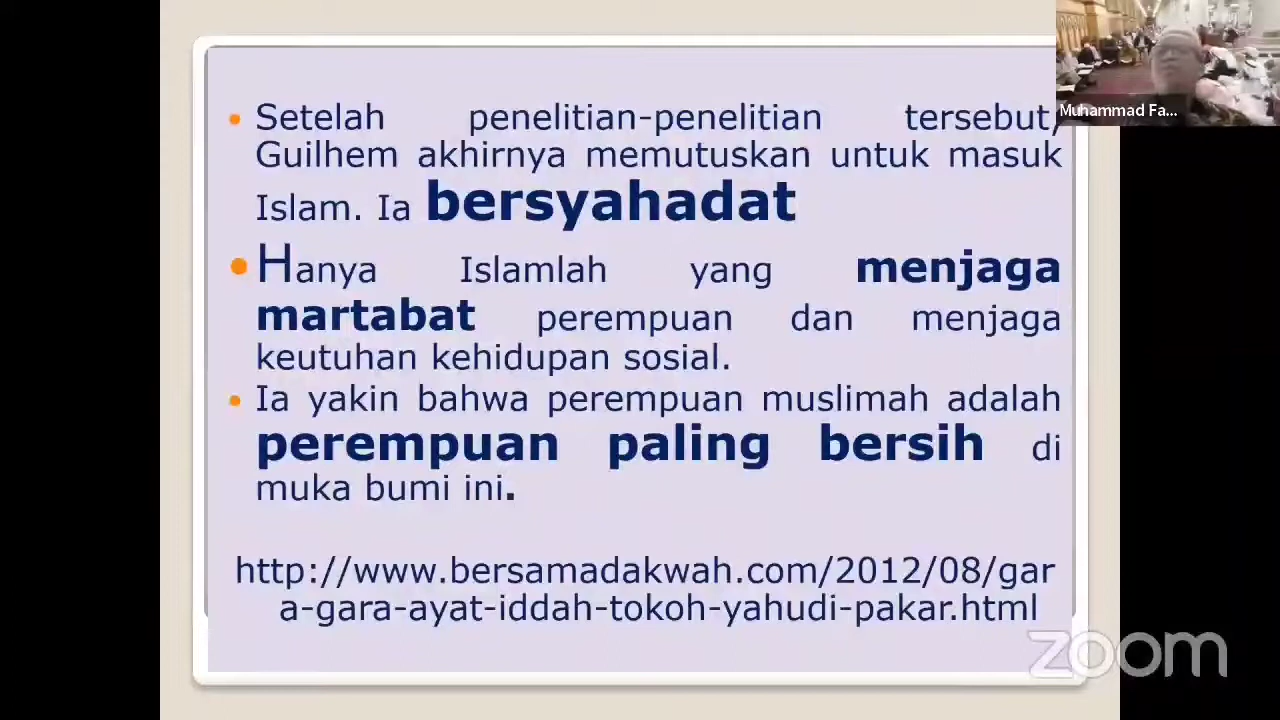 Muhammad Fa...
• Setelah penelitian-penelitian tersebut,
Guilhem akhirnya memutuskan untuk masuk
Islam. Ia bersyahadat
• Hanya Islamlah yang menjaga
martabat perempuan dan menjaga
keutuhan kehidupan sosial.
• Ia yakin bahwa perempuan muslimah adalah
perempuan paling bersih di
muka bumi ini.
http://www.bersamadakwah.com/2012/08/gar
a-gara-ayat-iddah-tokoh-yahudi-pakar.html
zoom